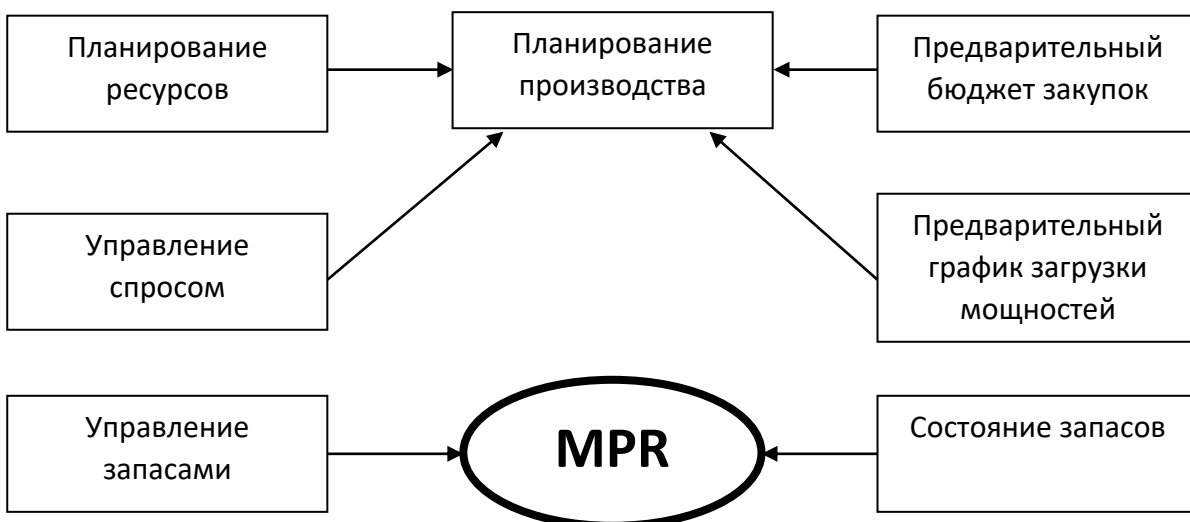 Планирование
ресурсов
Планирование
производства
Предварительный
бюджет закупок
Управление
спросом
Предварительный
график загрузки
мощностей
Управление
запасами
MPR
Состояние запасов